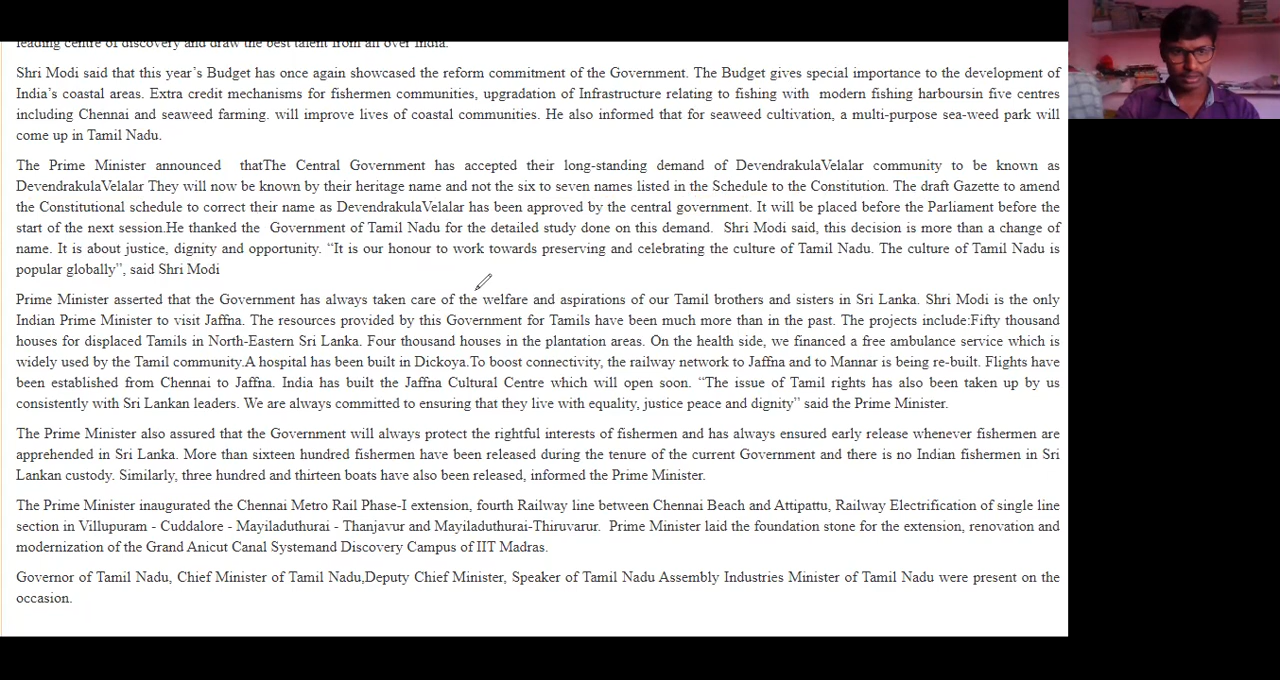 leading centre of discovery and draw the best talent from all over India.
Shri Modi said that this year’s Budget has once again showcased the reform commitment of the Government. The Budget gives special importance to the development of
India’s coastal areas. Extra credit mechanisms for fishermen communities, upgradation of Infrastructure relating to fishing with  modern fishing harboursin five centres
including Chennai and seaweed farming. will improve lives of coastal communities. He also informed that for seaweed cultivation, a multi-purpose sea-weed park will
come up in Tamil Nadu.
The Prime Minister announced  thatThe Central Government has accepted their long-standing demand of DevendrakulaVelalar community to be known as
DevendrakulaVelalar They will now be known by their heritage name and not the six to seven names listed in the Schedule to the Constitution. The draft Gazette to amend
the Constitutional schedule to correct their name as DevendrakulaVelalar has been approved by the central government. It will be placed before the Parliament before the
start of the next session.He thanked the  Government of Tamil Nadu for the detailed study done on this demand.  Shri Modi said, this decision is more than a change of
name. It is about justice, dignity and opportunity. “It is our honour to work towards preserving and celebrating the culture of Tamil Nadu. The culture of Tamil Nadu is
popular globally”, said Shri Modi
Prime Minister asserted that the Government has always taken care of the welfare and aspirations of our Tamil brothers and sisters in Sri Lanka. Shri Modi is the only
Indian Prime Minister to visit Jaffna. The resources provided by this Government for Tamils have been much more than in the past. The projects include:Fifty thousand
houses for displaced Tamils in North-Eastern Sri Lanka. Four thousand houses in the plantation areas. On the health side, we financed a free ambulance service which is
widely used by the Tamil community.A hospital has been built in Dickoya.To boost connectivity, the railway network to Jaffna and to Mannar is being re-built. Flights have
been established from Chennai to Jaffna. India has built the Jaffna Cultural Centre which will open soon. “The issue of Tamil rights has also been taken up by us
consistently with Sri Lankan leaders. We are always committed to ensuring that they live with equality, justice peace and dignity” said the Prime Minister.
The Prime Minister also assured that the Government will always protect the rightful interests of fishermen and has always ensured early release whenever fishermen are
apprehended in Sri Lanka. More than sixteen hundred fishermen have been released during the tenure of the current Government and there is no Indian fishermen in Sri
Lankan custody. Similarly, three hundred and thirteen boats have also been released, informed the Prime Minister.
The Prime Minister inaugurated the Chennai Metro Rail Phase-I extension, fourth Railway line between Chennai Beach and Attipattu, Railway Electrification of single line
section in Villupuram - Cuddalore - Mayiladuthurai - Thanjavur and Mayiladuthurai-Thiruvarur.  Prime Minister laid the foundation stone for the extension, renovation and
modernization of the Grand Anicut Canal Systemand Discovery Campus of IIT Madras.
Governor of Tamil Nadu, Chief Minister of Tamil Nadu,Deputy Chief Minister, Speaker of Tamil Nadu Assembly Industries Minister of Tamil Nadu were present on the
occasion.